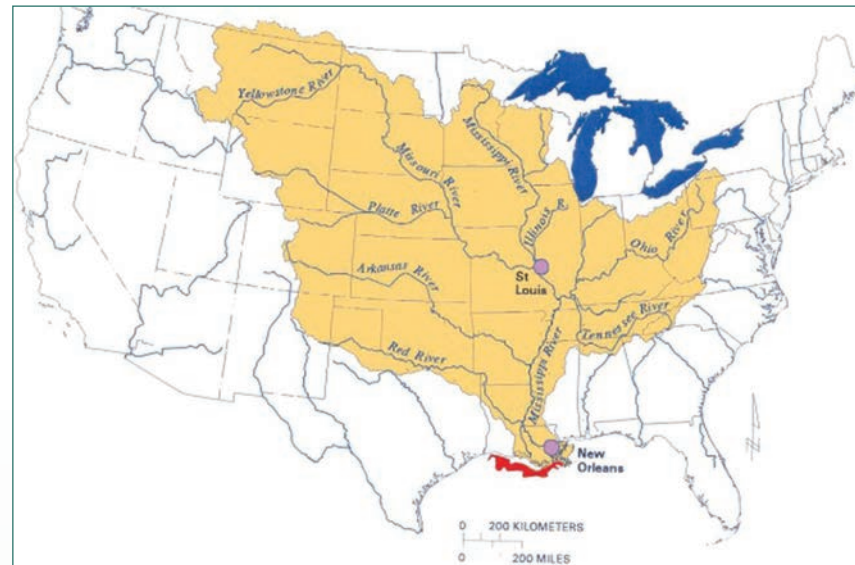 Yellowstone River
Missouri River
Mississippi River
Platte River
Illinois R.
Ohio River
St
Louis
Arkansas River
Tennessee River
Mississippi River
Red River
New
Orleans
0 200 KILOMETERS
0 200 MILES